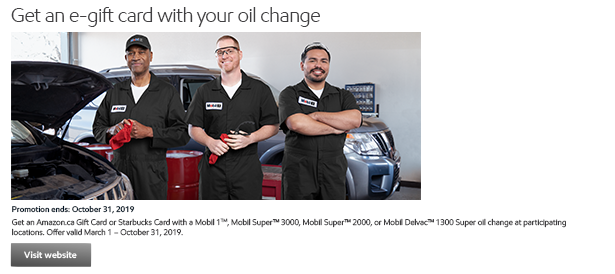 Get an e-gift card with your oil change
Promotion ends: October 31, 2019
Get an Amazon.ca Gift Card or Starbucks Card with a Mobil 1™, Mobil Super™ 3000, Mobil Super™ 2000, or Mobil Delvac™ 1300 Super oil change at participating
locations. Offer valid March 1 – October 31, 2019.
Visit website